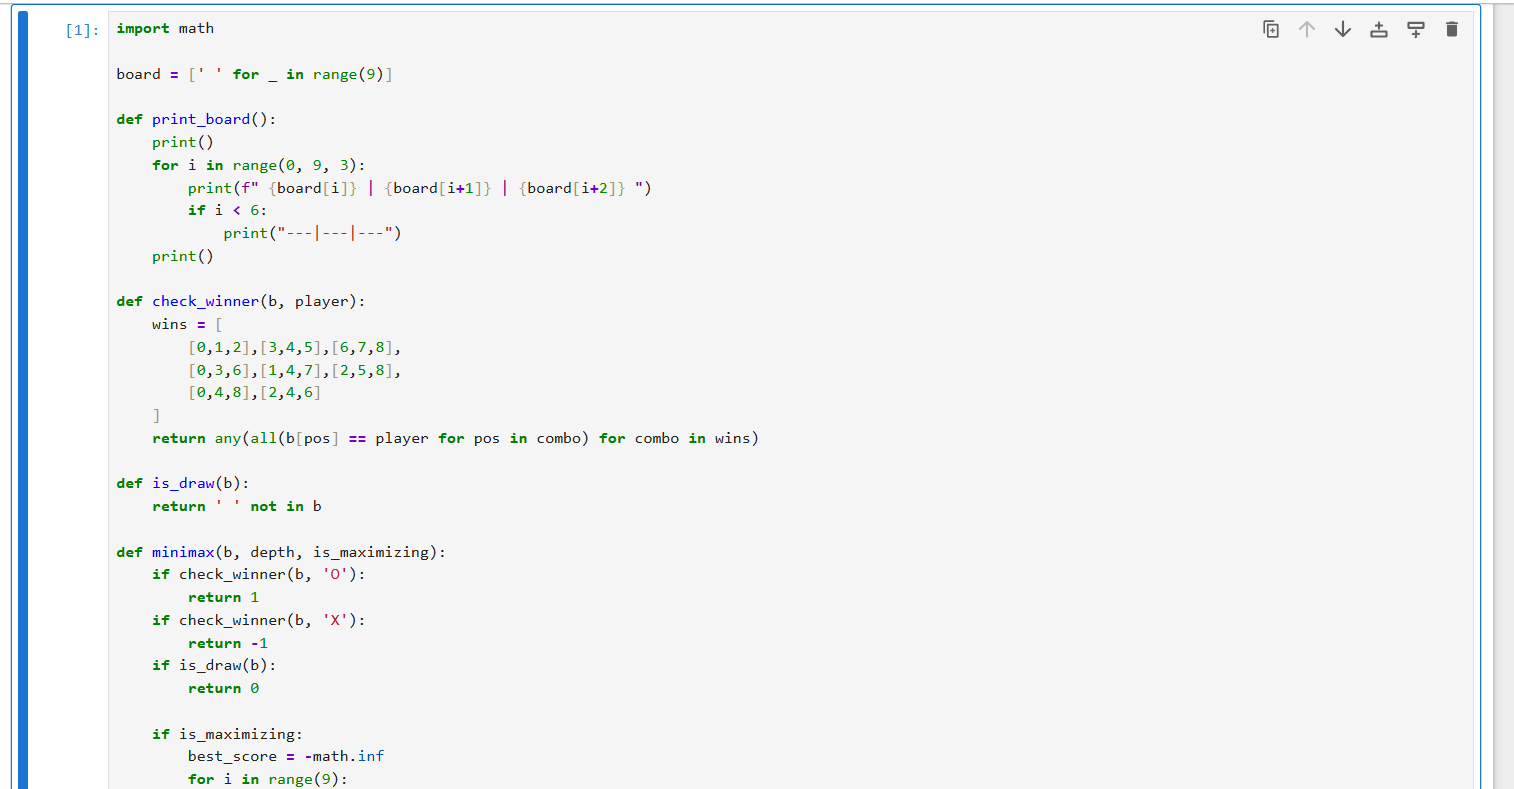 [1]:
import math

board = [' ' for _ in range(9)]

def print_board():
    print()
    for i in range(0, 9, 3):
        print(f" {board[i]} | {board[i+1]} | {board[i+2]} ")
        if i < 6:
            print("---|---|---")
    print()

def check_winner(b, player):
    wins = [
        [0,1,2],[3,4,5],[6,7,8],
        [0,3,6],[1,4,7],[2,5,8],
        [0,4,8],[2,4,6]
    ]
    return any(all(b[pos] == player for pos in combo) for combo in wins)

def is_draw(b):
    return ' ' not in b

def minimax(b, depth, is_maximizing):
    if check_winner(b, 'O'):
        return 1
    if check_winner(b, 'X'):
        return -1
    if is_draw(b):
        return 0

    if is_maximizing:
        best_score = -math.inf
        for i in range(9):